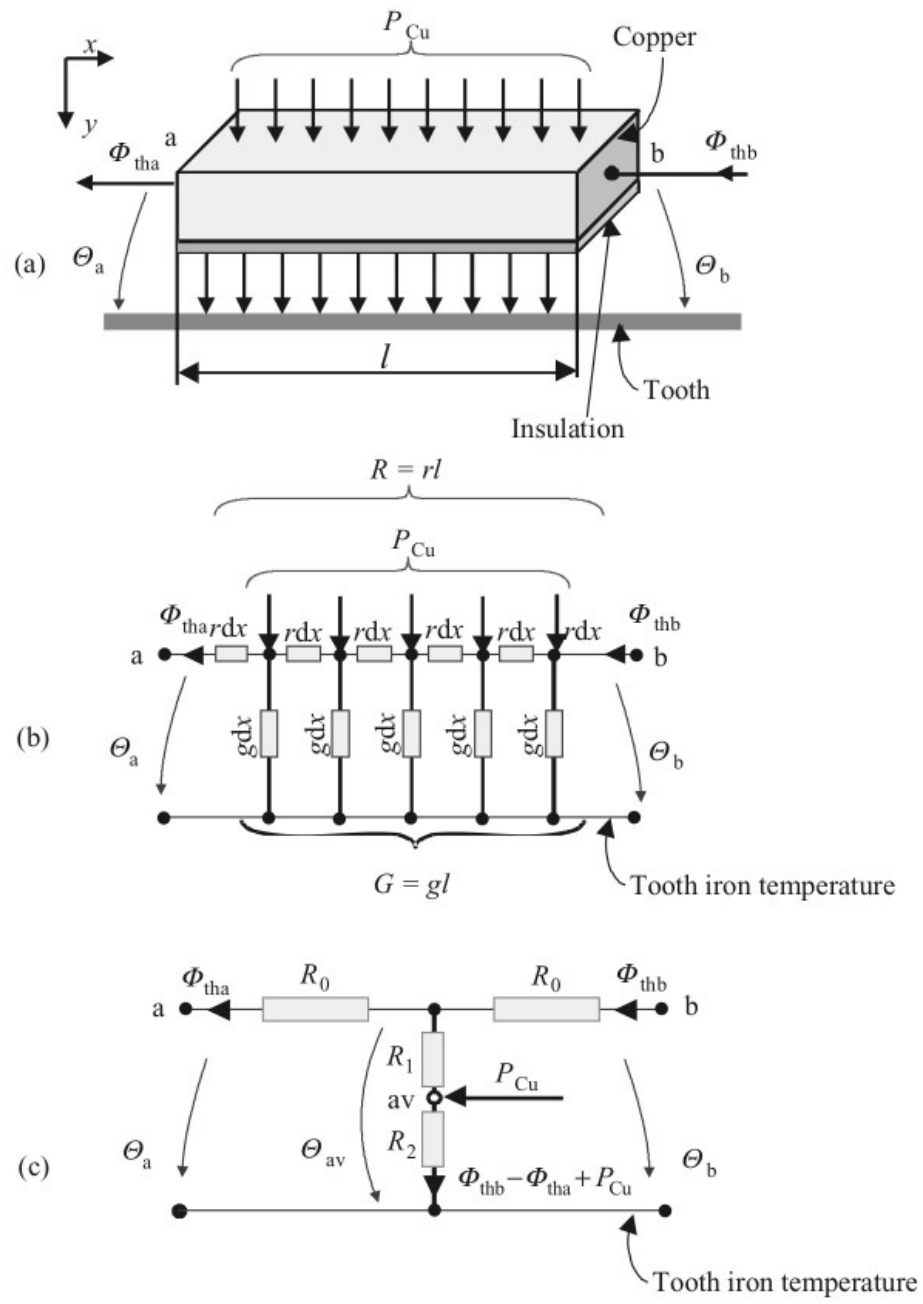 P_Cu
Copper
x
y
a
b
Φ_tha
Φ_thb
(a)
Θ_a
Θ_b
l
Tooth
Insulation
R = rl
P_Cu
Φ_tha
rdx
rdx
rdx
rdx
rdx
rdx
Φ_thb
a
b
(b)
Θ_a
gdx
gdx
gdx
gdx
gdx
Θ_b
G = gl
Tooth iron temperature
Φ_tha
R_0
R_0
Φ_thb
a
b
R_1
P_Cu
av
(c)
Θ_a
Θ_av
R_2
Θ_b
Φ_thb−Φ_tha+P_Cu
Tooth iron temperature